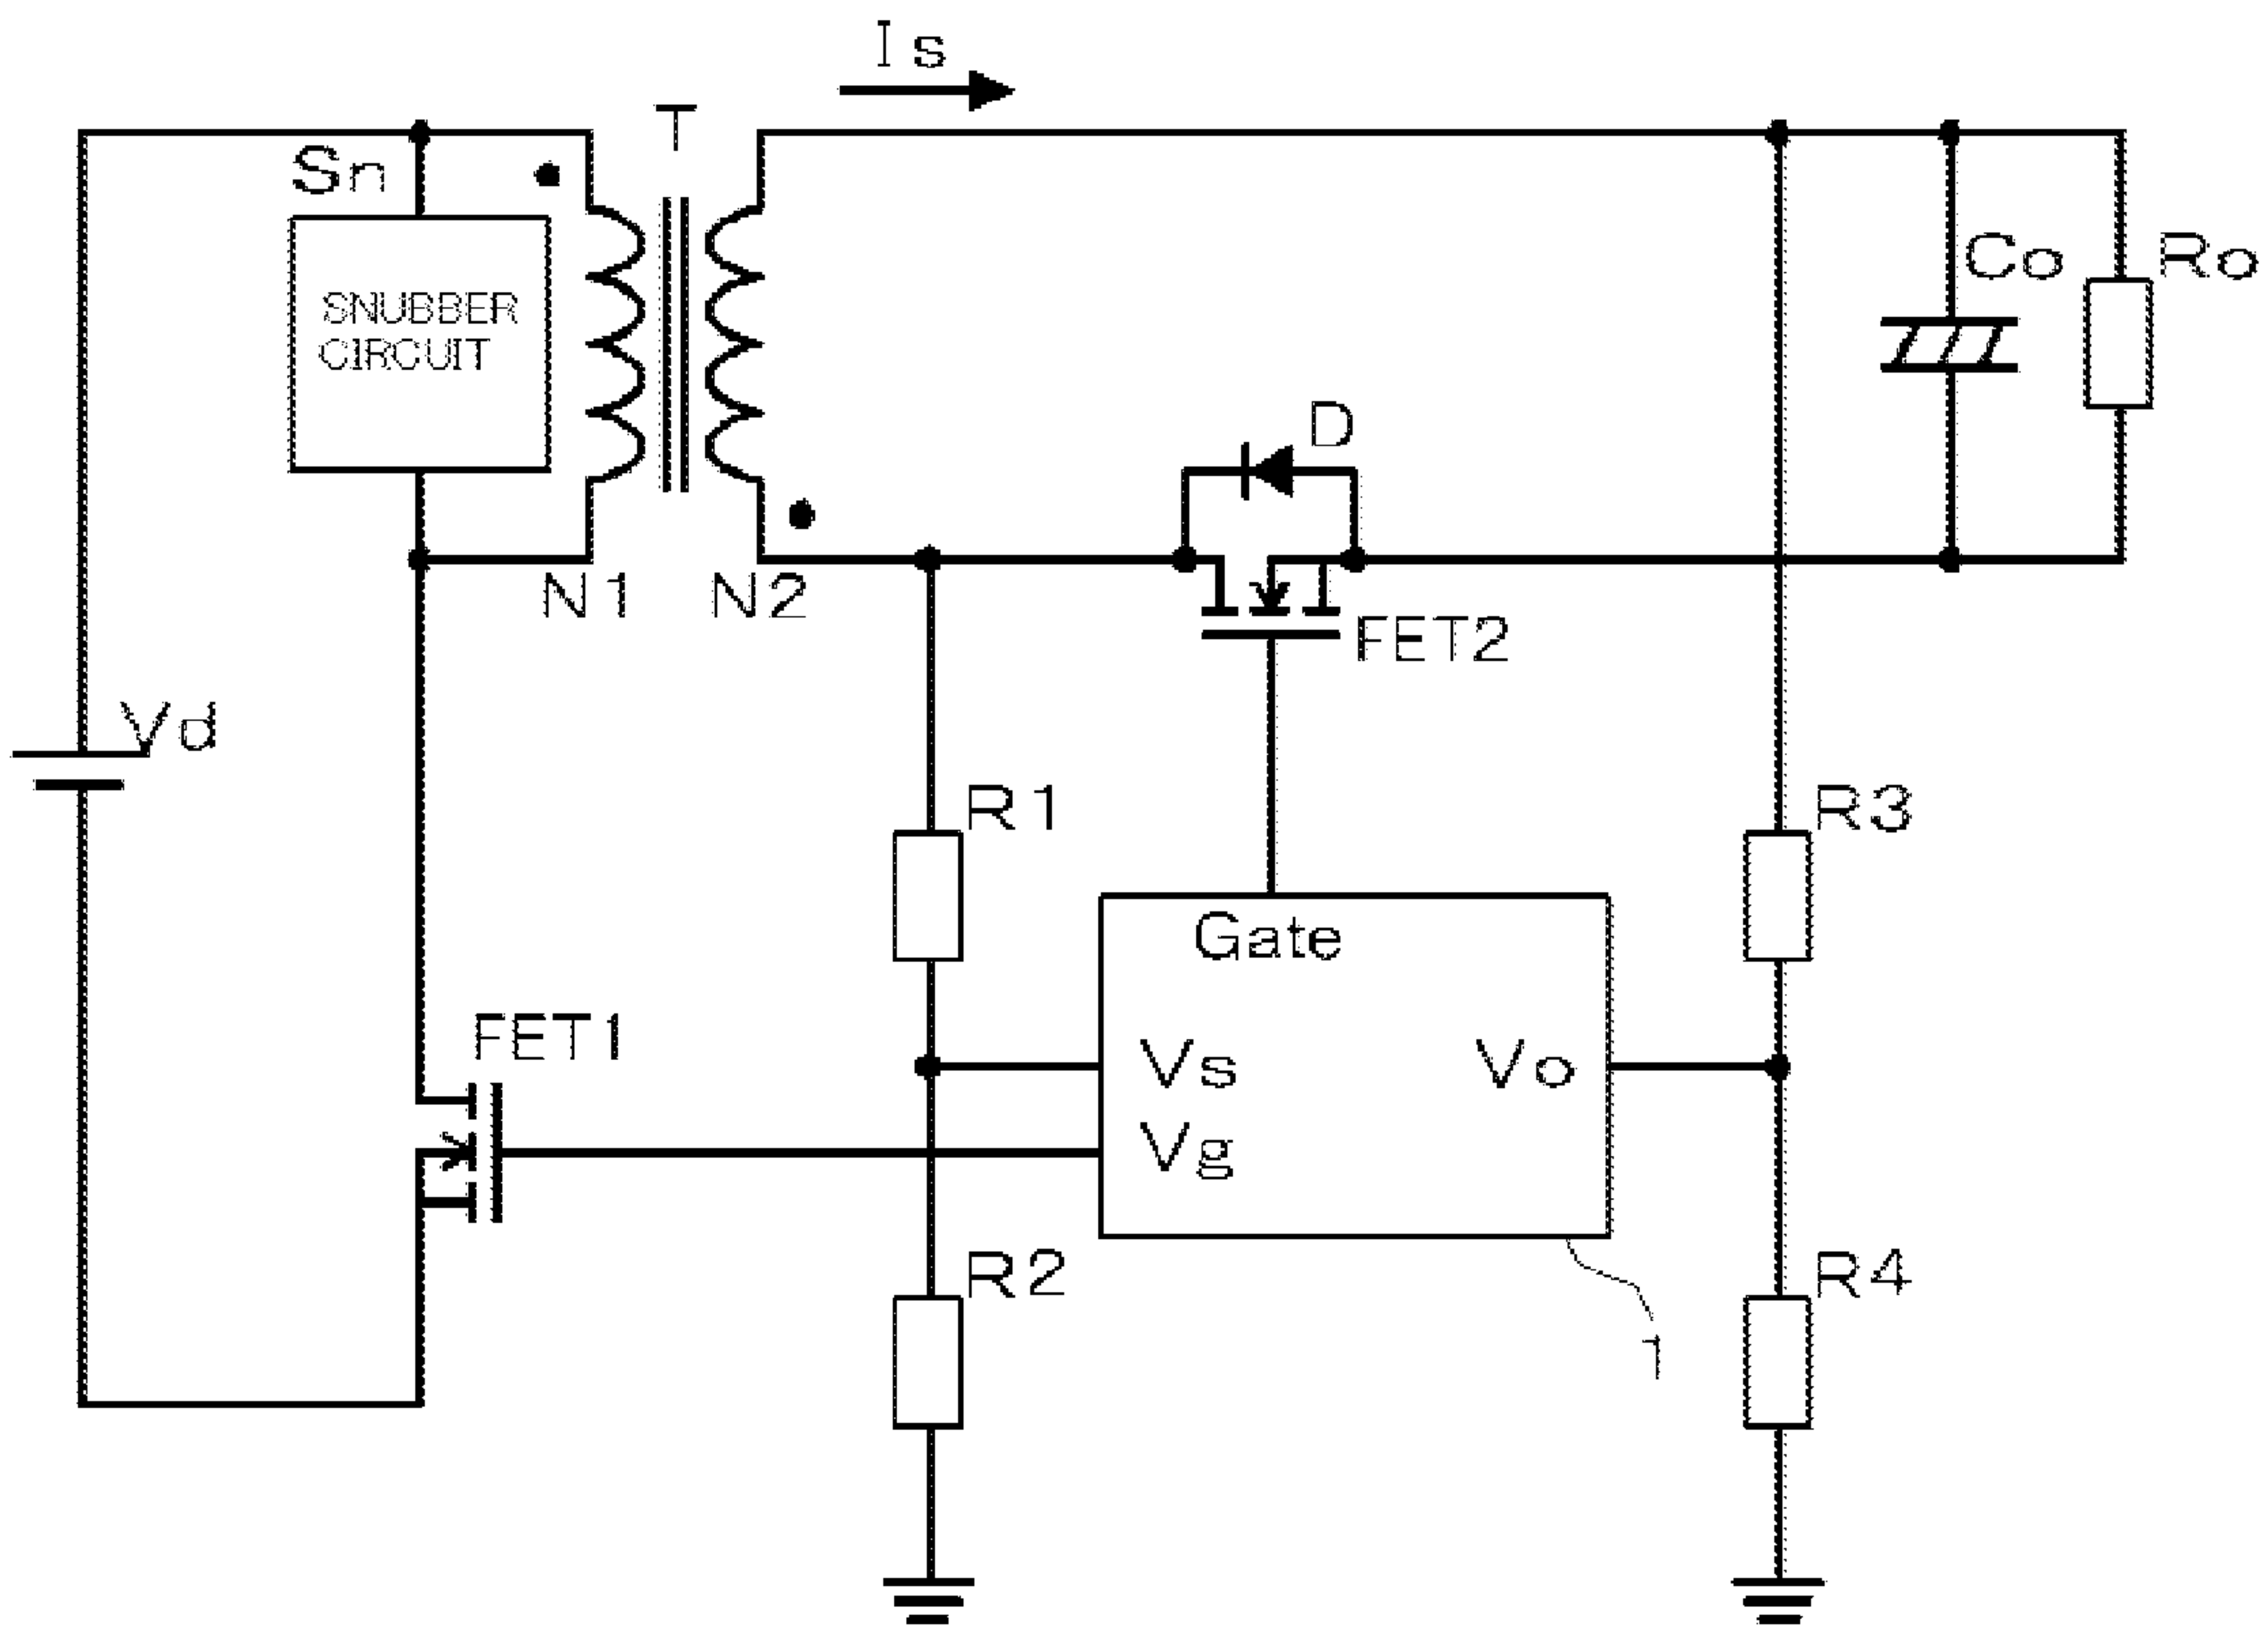 Is
T
Sn
SNUBBER
CIRCUIT
Co
Ro
D
N1
N2
FET2
Vd
R1
R3
Gate
FET1
Vs
Vo
Vg
R2
R4
1